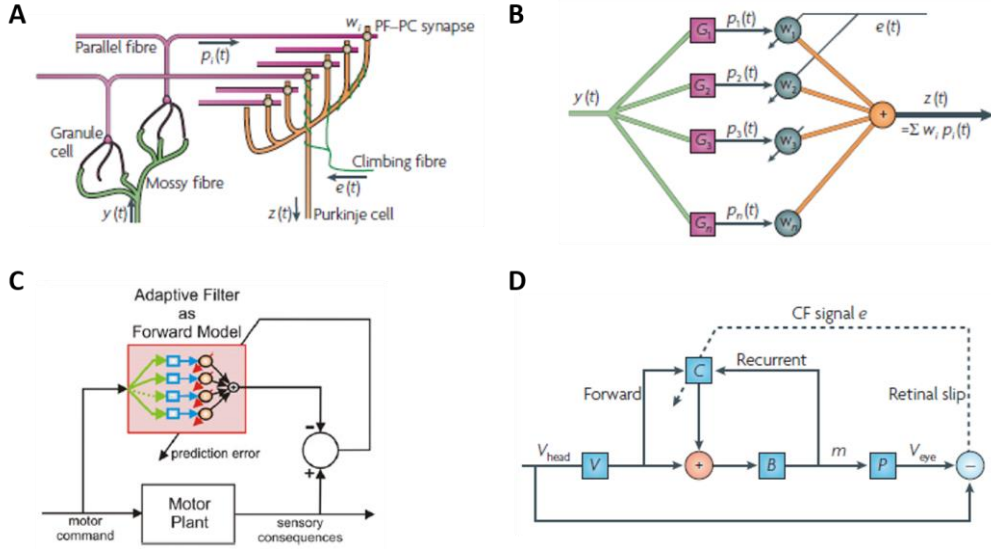 A
w_i
PF–PC synapse
Parallel fibre
p_i(t)
Granule
cell
Mossy fibre
Climbing fibre
e(t)
y(t)
z(t)
Purkinje cell
B
y(t)
G_1
p_1(t)
w_1
e(t)
G_2
p_2(t)
w_2
G_3
p_3(t)
w_3
G_n
p_n(t)
w_n
+
z(t)
=Σ w_i p_i(t)
C
Adaptive Filter
as
Forward Model
+
prediction error
−
+
Motor
Plant
motor
command
sensory
consequences
D
CF signal e
C
Recurrent
Forward
Retinal slip
V_head
V
+
B
m
P
V_eye
−